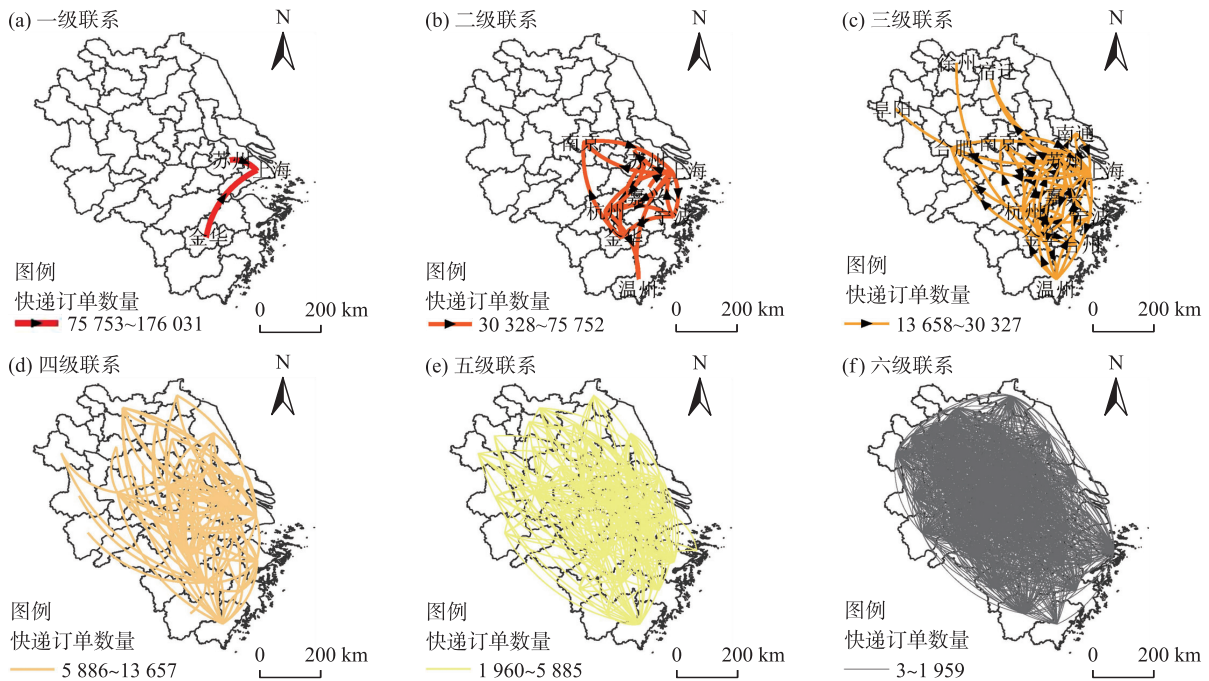 (a) 一级联系
N
苏州
上海
金华
图例
快递订单数量
75 753~176 031
0 200 km
(b) 二级联系
N
南京
苏州
上海
嘉兴
杭州
宁波
金华
温州
图例
快递订单数量
30 328~75 752
0 200 km
(c) 三级联系
N
徐州
宿迁
阜阳
南通
合肥
南京
苏州
上海
嘉兴
杭州
宁波
金华
台州
温州
图例
快递订单数量
13 658~30 327
0 200 km
(d) 四级联系
N
图例
快递订单数量
5 886~13 657
0 200 km
(e) 五级联系
N
图例
快递订单数量
1 960~5 885
0 200 km
(f) 六级联系
N
图例
快递订单数量
3~1 959
0 200 km